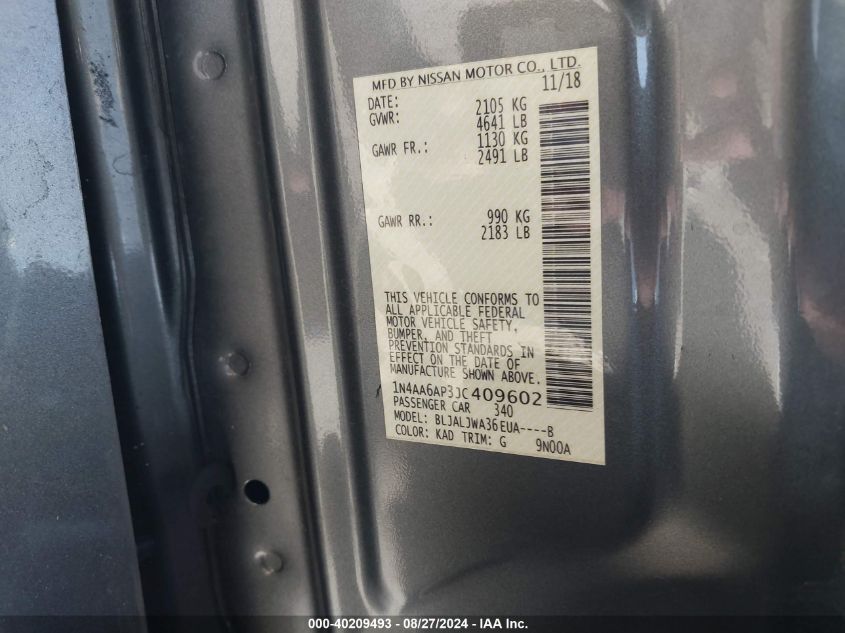 MFD BY NISSAN MOTOR CO., LTD.
11/18
DATE:
GVWR:
2105 KG
4641 LB
GAWR FR.:
1130 KG
2491 LB
GAWR RR.:
990 KG
2183 LB
THIS VEHICLE CONFORMS TO
ALL APPLICABLE FEDERAL
MOTOR VEHICLE SAFETY,
BUMPER, AND THEFT
PREVENTION STANDARDS IN
EFFECT ON THE DATE OF
MANUFACTURE SHOWN ABOVE.
1N4AA6AP3JC409602
PASSENGER CAR 340
MODEL: BLJALJWA36EUA----B
COLOR: KAD TRIM: G 9N00A
000-40209493 - 08/27/2024 - IAA Inc.